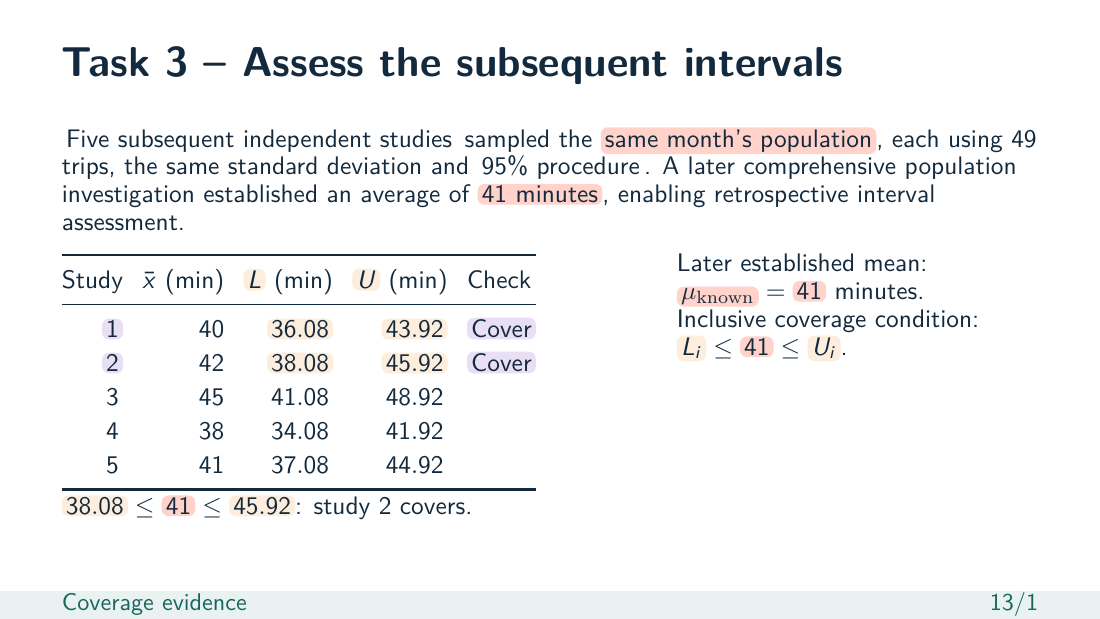 Task 3 – Assess the subsequent intervals
Five subsequent independent studies sampled the same month's population, each using 49
trips, the same standard deviation and 95% procedure. A later comprehensive population
investigation established an average of 41 minutes, enabling retrospective interval
assessment.
Study x̄ (min) L (min) U (min) Check
1 40 36.08 43.92 Cover
2 42 38.08 45.92 Cover
3 45 41.08 48.92
4 38 34.08 41.92
5 41 37.08 44.92
38.08 ≤ 41 ≤ 45.92: study 2 covers.
Later established mean:
μ_known = 41 minutes.
Inclusive coverage condition:
L_i ≤ 41 ≤ U_i.
Coverage evidence
13/1